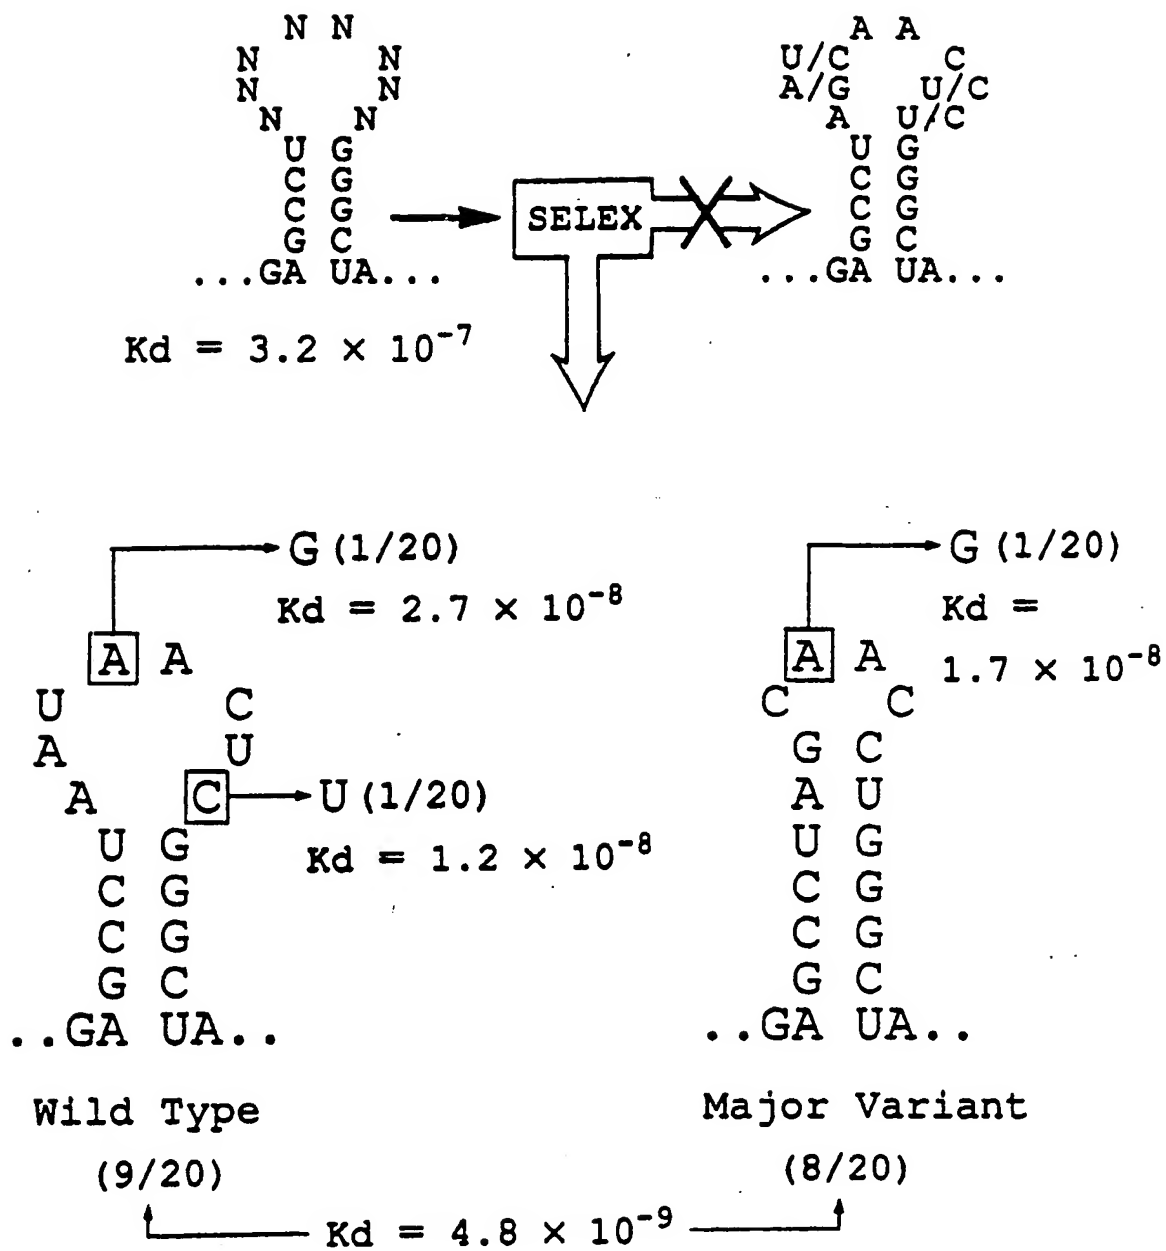 N N
N N
N N
N N
U G
C G
C G
G C
...GA UA...
Kd = 3.2 × 10⁻⁷
SELEX
A A
U/C C
A/G U/C
A U/C
U G
C G
C G
G C
...GA UA...
G (1/20)
Kd = 2.7 × 10⁻⁸
A A
U C
A U
A C
U (1/20)
Kd = 1.2 × 10⁻⁸
U G
C G
C G
G C
..GA UA..
Wild Type
(9/20)
G (1/20)
Kd =
1.7 × 10⁻⁸
A A
C C
G C
A U
U G
C G
C G
G C
..GA UA..
Major Variant
(8/20)
Kd = 4.8 × 10⁻⁹